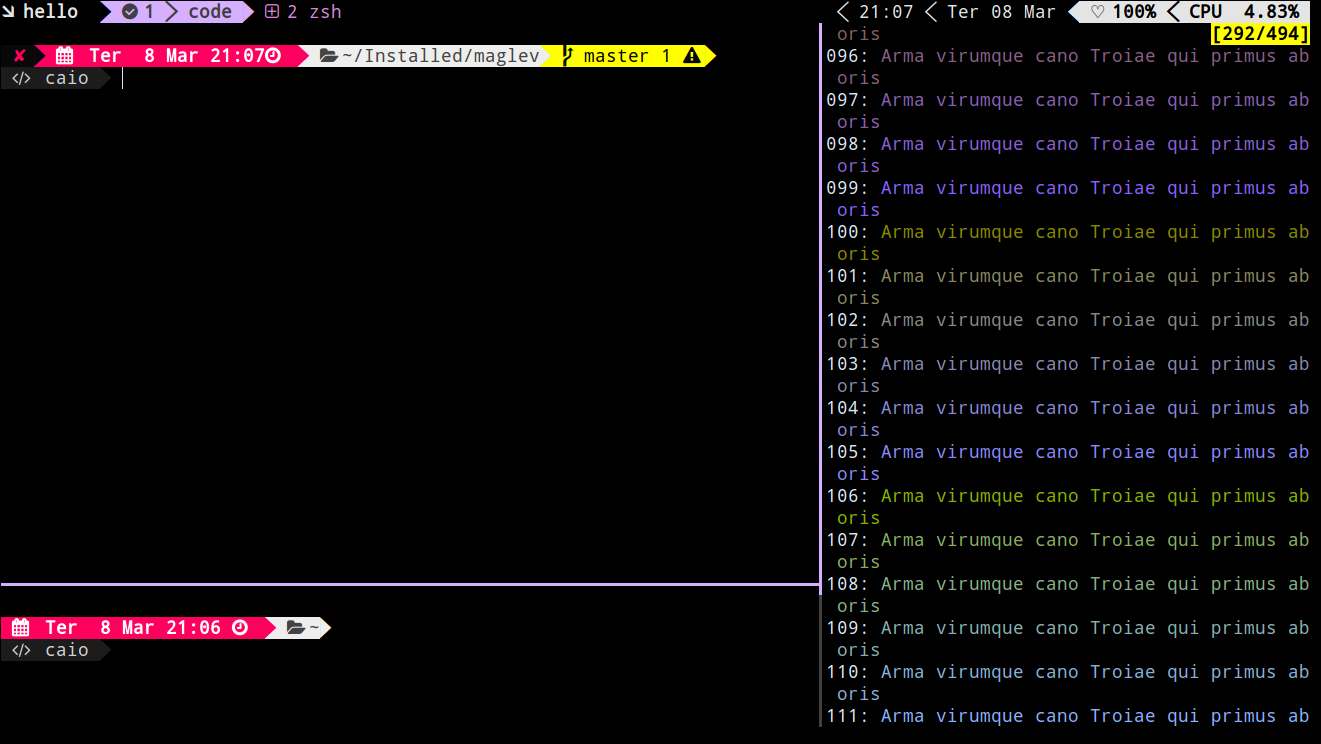 hello 1 code 2 zsh 21:07 Ter 08 Mar ♡ 100% CPU 4.83%
✘ Ter 8 Mar 21:07 ~/Installed/maglev master 1
</> caio
Ter 8 Mar 21:06 ~
</> caio
[292/494]
oris
096: Arma virumque cano Troiae qui primus ab
oris
097: Arma virumque cano Troiae qui primus ab
oris
098: Arma virumque cano Troiae qui primus ab
oris
099: Arma virumque cano Troiae qui primus ab
oris
100: Arma virumque cano Troiae qui primus ab
oris
101: Arma virumque cano Troiae qui primus ab
oris
102: Arma virumque cano Troiae qui primus ab
oris
103: Arma virumque cano Troiae qui primus ab
oris
104: Arma virumque cano Troiae qui primus ab
oris
105: Arma virumque cano Troiae qui primus ab
oris
106: Arma virumque cano Troiae qui primus ab
oris
107: Arma virumque cano Troiae qui primus ab
oris
108: Arma virumque cano Troiae qui primus ab
oris
109: Arma virumque cano Troiae qui primus ab
oris
110: Arma virumque cano Troiae qui primus ab
oris
111: Arma virumque cano Troiae qui primus ab